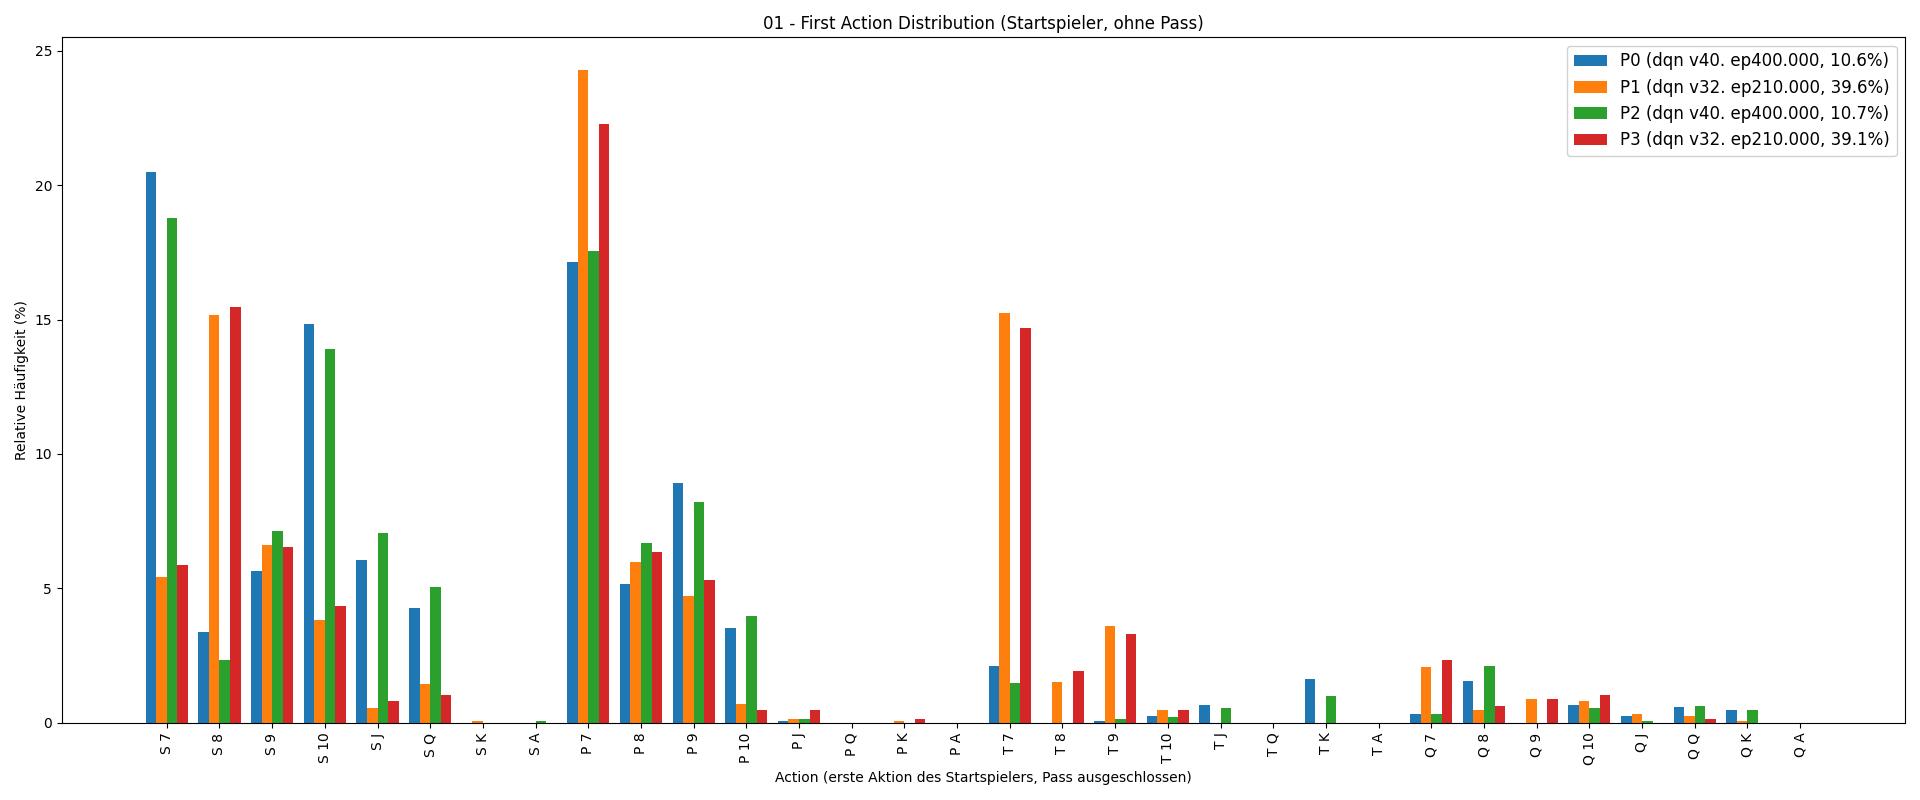 01 - First Action Distribution (Startspieler, ohne Pass)
P0 (dqn v40. ep400.000, 10.6%)
P1 (dqn v32. ep210.000, 39.6%)
P2 (dqn v40. ep400.000, 10.7%)
P3 (dqn v32. ep210.000, 39.1%)
Relative Häufigkeit (%)
25
20
15
10
5
0
S 7
S 8
S 9
S 10
S J
S Q
S K
S A
P 7
P 8
P 9
P 10
P J
P Q
P K
P A
T 7
T 8
T 9
T 10
T J
T Q
T K
T A
Q 7
Q 8
Q 9
Q 10
Q J
Q Q
Q K
Q A
Action (erste Aktion des Startspielers, Pass ausgeschlossen)